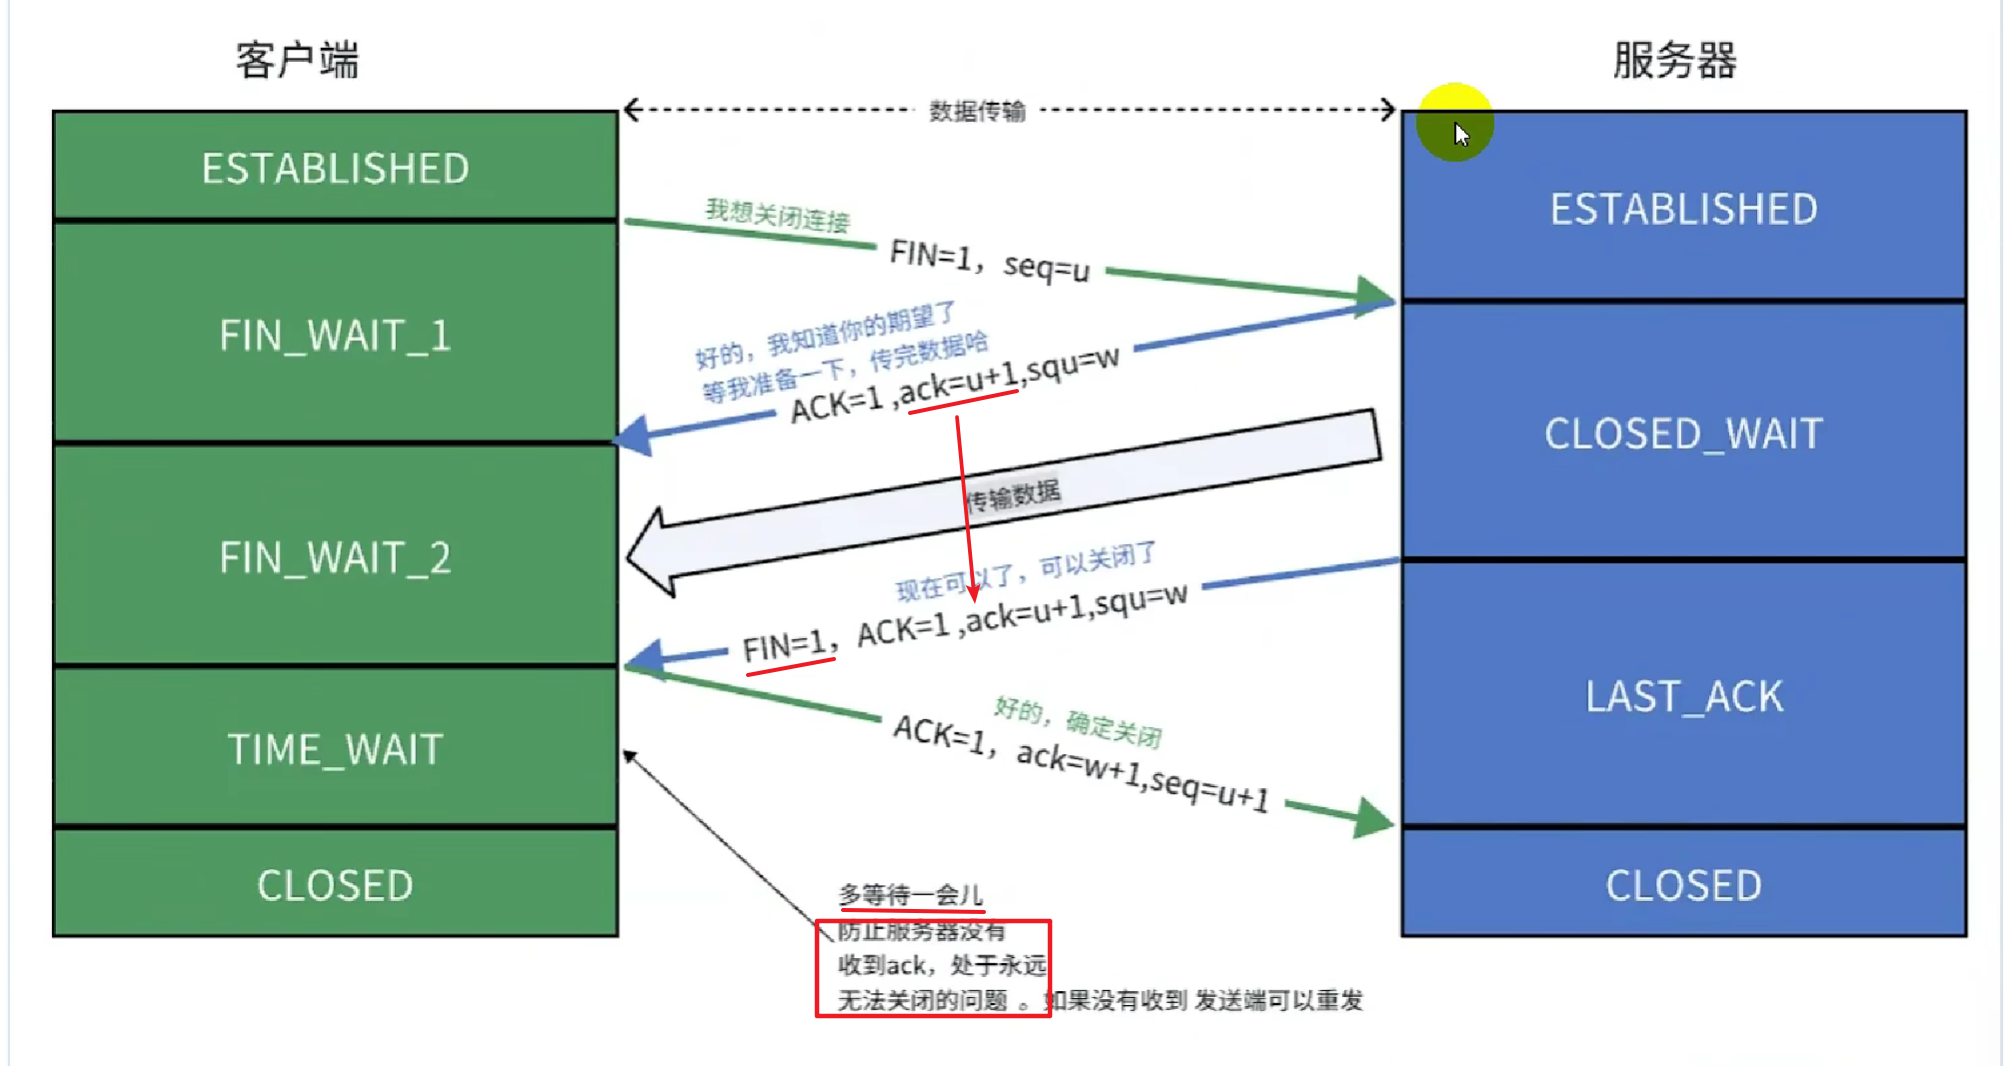 客户端
服务器
数据传输
ESTABLISHED
ESTABLISHED
我想关闭连接
FIN=1，seq=u
FIN_WAIT_1
好的，我知道你的期望了
等我准备一下，传完数据哈
ACK=1 ,ack=u+1,squ=w
CLOSED_WAIT
传输数据
FIN_WAIT_2
现在可以了，可以关闭了
FIN=1，ACK=1 ,ack=u+1,squ=w
LAST_ACK
好的，确定关闭
ACK=1，ack=w+1,seq=u+1
TIME_WAIT
CLOSED
CLOSED
多等待一会儿
防止服务器没有
收到ack，处于永远
无法关闭的问题 。如果没有收到 发送端可以重发